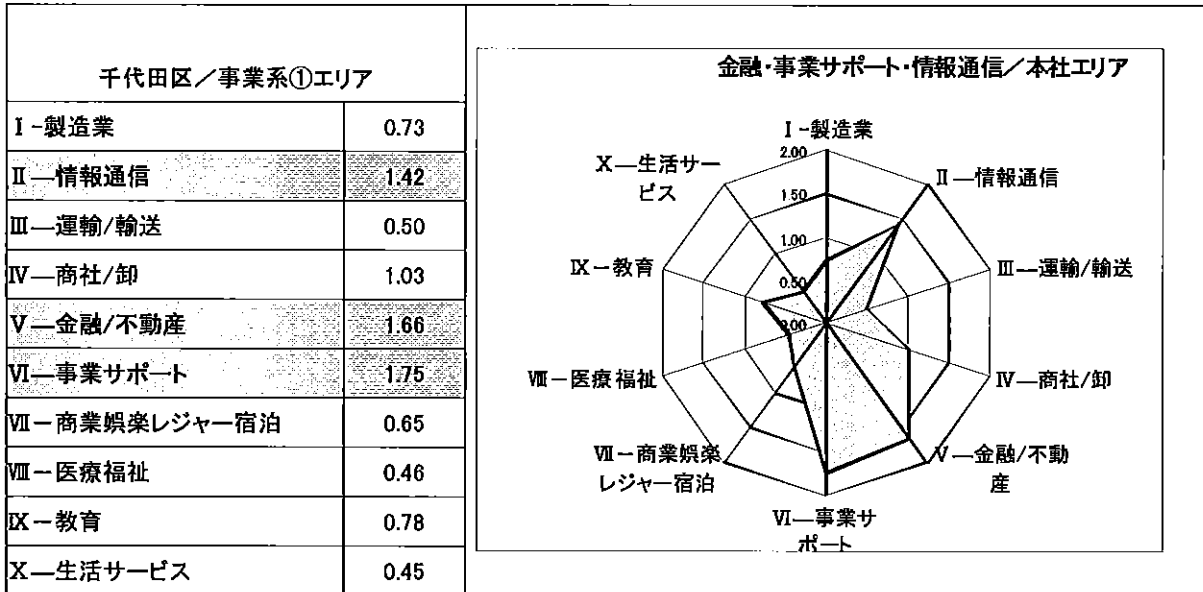 千代田区／事業系①エリア
Ⅰ-製造業 0.73
Ⅱ—情報通信 1.42
Ⅲ—運輸/輸送 0.50
Ⅳ—商社/卸 1.03
Ⅴ—金融/不動産 1.66
Ⅵ—事業サポート 1.75
Ⅶ－商業娯楽レジャー宿泊 0.65
Ⅷ－医療福祉 0.46
Ⅸ－教育 0.78
Ⅹ—生活サービス 0.45
金融・事業サポート・情報通信／本社エリア
Ⅰ-製造業
2.00
1.50
1.00
0.50
0.00
Ⅱ—情報通信
Ⅲ—運輸/輸送
Ⅳ—商社/卸
Ⅴ—金融/不動
産
Ⅵ—事業サ
ポート
Ⅶ－商業娯楽
レジャー宿泊
Ⅷ－医療福祉
Ⅸ－教育
Ⅹ—生活サー
ビス